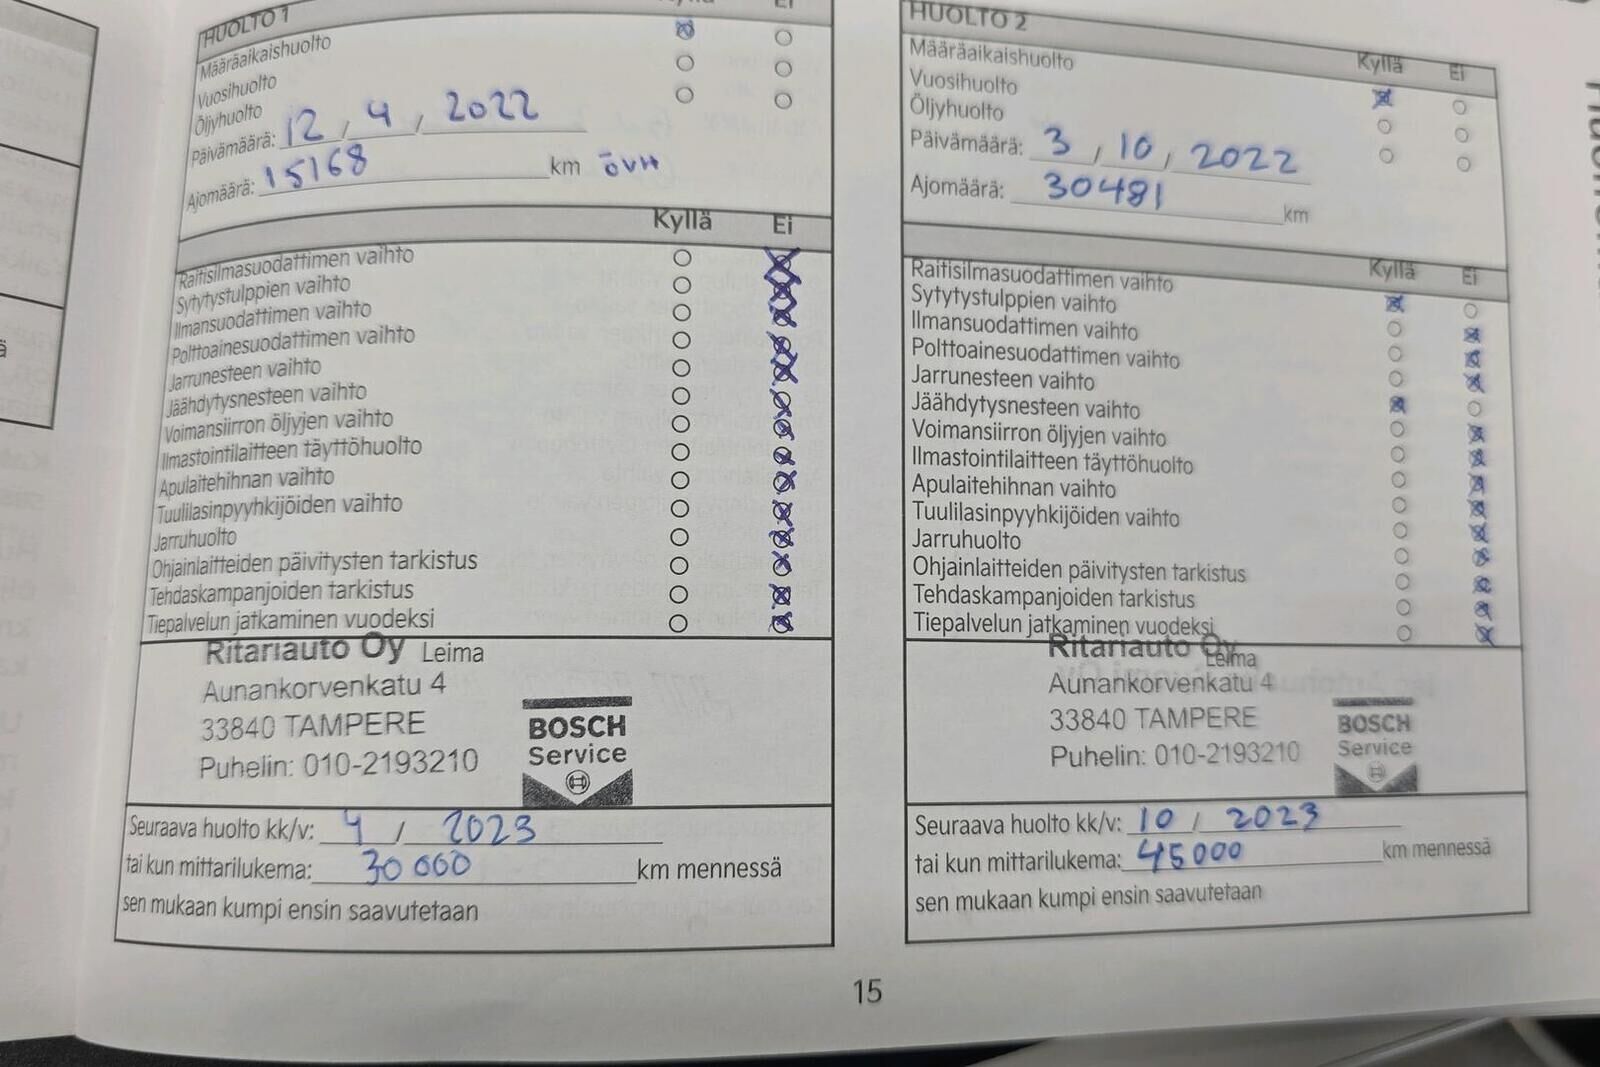 HUOLTO 1
Kyllä Ei
Määräaikaishuolto
Vuosihuolto
Öljyhuolto
Päivämäärä: 12 , 4 , 2022
Ajomäärä: 15168 km ÖVH
Kyllä Ei
Raitisilmasuodattimen vaihto
Sytytystulppien vaihto
Ilmansuodattimen vaihto
Polttoainesuodattimen vaihto
Jarrunesteen vaihto
Jäähdytysnesteen vaihto
Voimansiirron öljyjen vaihto
Ilmastointilaitteen täyttöhuolto
Apulaitehihnan vaihto
Tuulilasinpyyhkijöiden vaihto
Jarruhuolto
Ohjainlaitteiden päivitysten tarkistus
Tehdaskampanjoiden tarkistus
Tiepalvelun jatkaminen vuodeksi
Ritariauto Oy Leima
Aunankorvenkatu 4
33840 TAMPERE
Puhelin: 010-2193210
BOSCH
Service
Seuraava huolto kk/v: 4 / 2023
tai kun mittarilukema: 30 000 km mennessä
sen mukaan kumpi ensin saavutetaan
HUOLTO 2
Kyllä Ei
Määräaikaishuolto
Vuosihuolto
Öljyhuolto
Päivämäärä: 3 , 10 , 2022
Ajomäärä: 30481 km
Kyllä Ei
Raitisilmasuodattimen vaihto
Sytytystulppien vaihto
Ilmansuodattimen vaihto
Polttoainesuodattimen vaihto
Jarrunesteen vaihto
Jäähdytysnesteen vaihto
Voimansiirron öljyjen vaihto
Ilmastointilaitteen täyttöhuolto
Apulaitehihnan vaihto
Tuulilasinpyyhkijöiden vaihto
Jarruhuolto
Ohjainlaitteiden päivitysten tarkistus
Tehdaskampanjoiden tarkistus
Tiepalvelun jatkaminen vuodeksi
Ritariauto Oy
Leima
Aunankorvenkatu 4
33840 TAMPERE
Puhelin: 010-2193210
BOSCH
Service
Seuraava huolto kk/v: 10 / 2023
tai kun mittarilukema: 45000 km mennessä
sen mukaan kumpi ensin saavutetaan
15